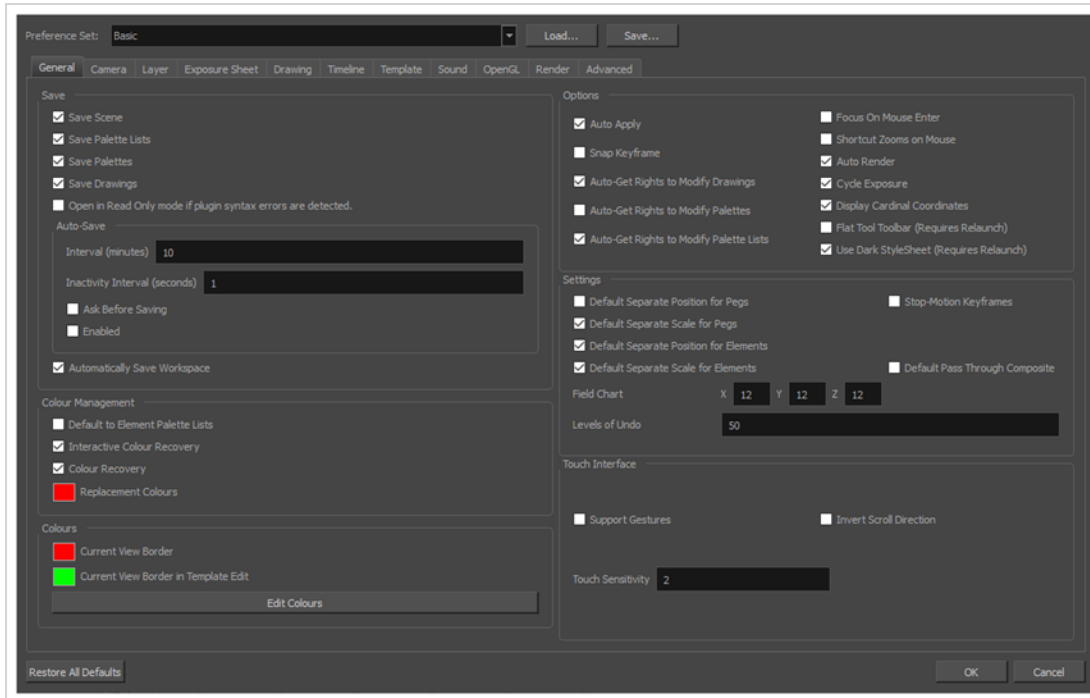 Preference Set: Basic Load... Save...
General Camera Layer Exposure Sheet Drawing Timeline Template Sound OpenGL Render Advanced
Save
Save Scene
Save Palette Lists
Save Palettes
Save Drawings
Open in Read Only mode if plugin syntax errors are detected.
Auto-Save
Interval (minutes) 10
Inactivity Interval (seconds) 1
Ask Before Saving
Enabled
Automatically Save Workspace
Colour Management
Default to Element Palette Lists
Interactive Colour Recovery
Colour Recovery
Replacement Colours
Colours
Current View Border
Current View Border in Template Edit
Edit Colours
Options
Auto Apply
Snap Keyframe
Auto-Get Rights to Modify Drawings
Auto-Get Rights to Modify Palettes
Auto-Get Rights to Modify Palette Lists
Focus On Mouse Enter
Shortcut Zooms on Mouse
Auto Render
Cycle Exposure
Display Cardinal Coordinates
Flat Tool Toolbar (Requires Relaunch)
Use Dark StyleSheet (Requires Relaunch)
Settings
Default Separate Position for Pegs Stop-Motion Keyframes
Default Separate Scale for Pegs
Default Separate Position for Elements
Default Separate Scale for Elements Default Pass Through Composite
Field Chart X 12 Y 12 Z 12
Levels of Undo 50
Touch Interface
Support Gestures Invert Scroll Direction
Touch Sensitivity 2
Restore All Defaults OK Cancel